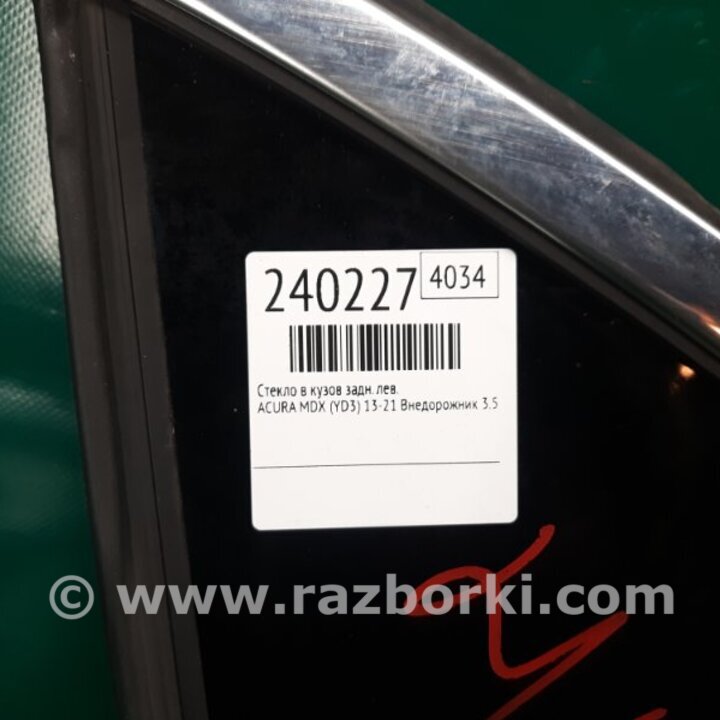 240227 4034
Стекло в кузов задн. лев.
ACURA MDX (YD3) 13-21 Внедорожник 3.5
© www.razborki.com